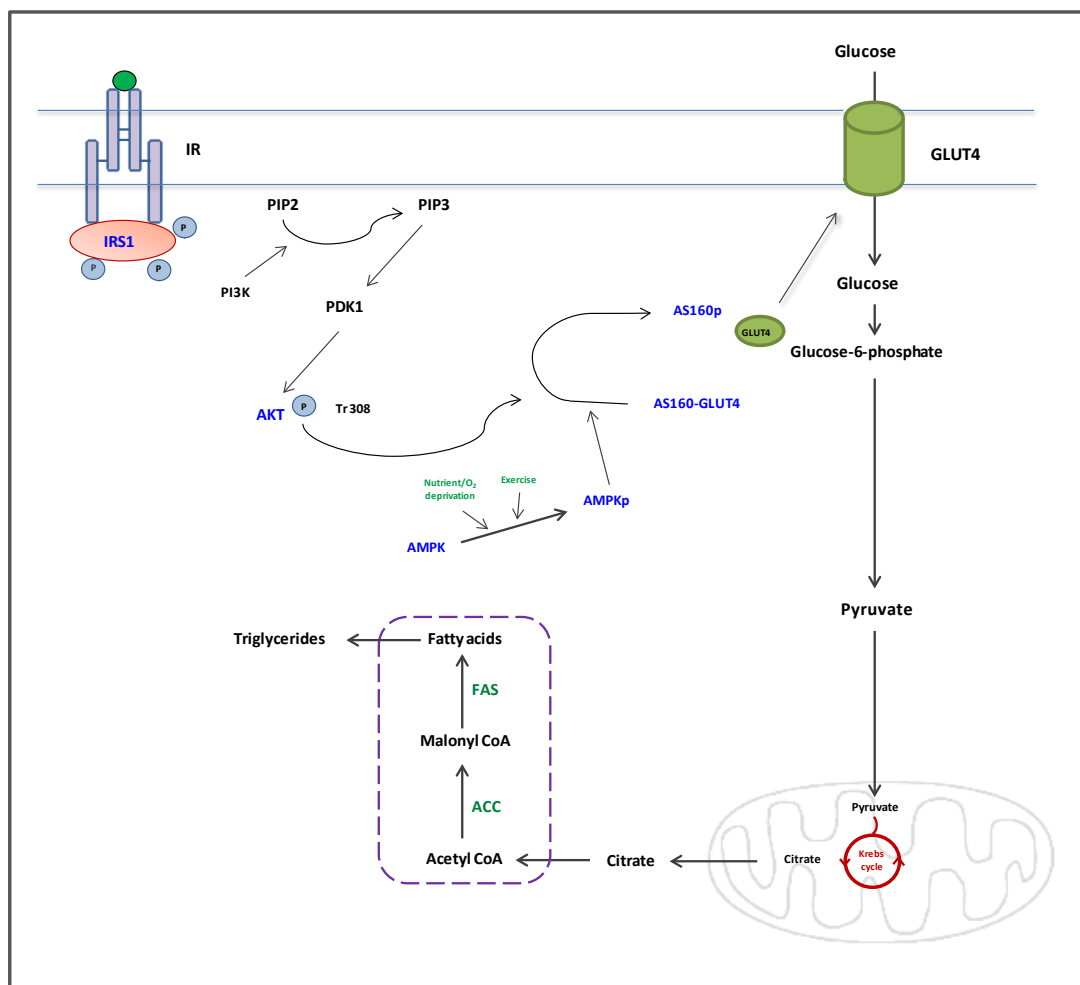 Glucose
IR
GLUT4
PIP2
PIP3
IRS1
P
P
P
PI3K
PDK1
Glucose
AS160p
GLUT4
Glucose-6-phosphate
AKT
P
Tr308
AS160-GLUT4
Nutrient/O₂
deprivation
Exercise
AMPKp
AMPK
Pyruvate
Triglycerides
Fatty acids
FAS
Malonyl CoA
ACC
Pyruvate
Acetyl CoA
Citrate
Citrate
Krebs
cycle